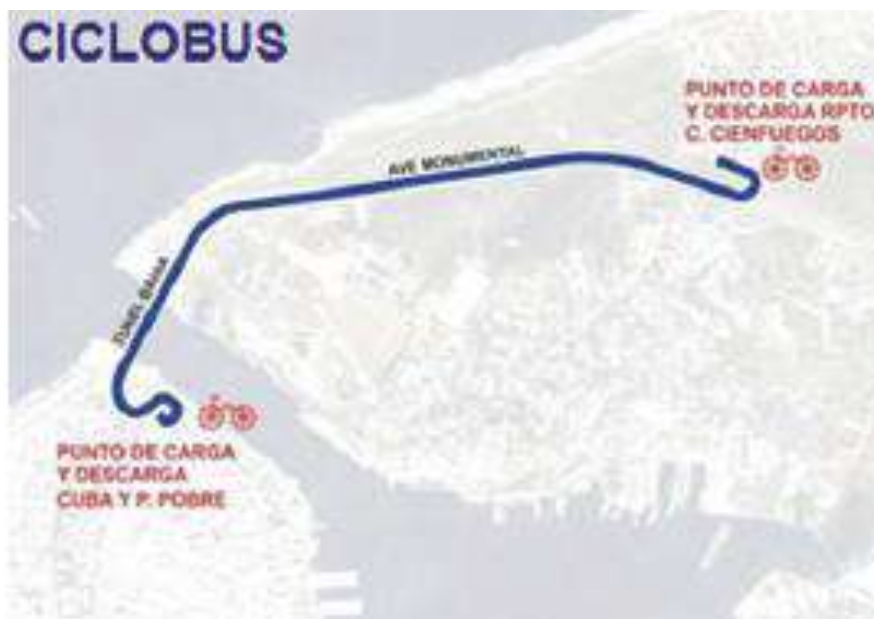 CICLOBUS
PUNTO DE CARGA
Y DESCARGA RPTO
C. CIENFUEGOS
AVE MONUMENTAL
TUNEL BAHIA
PUNTO DE CARGA
Y DESCARGA
CUBA Y P. POBRE